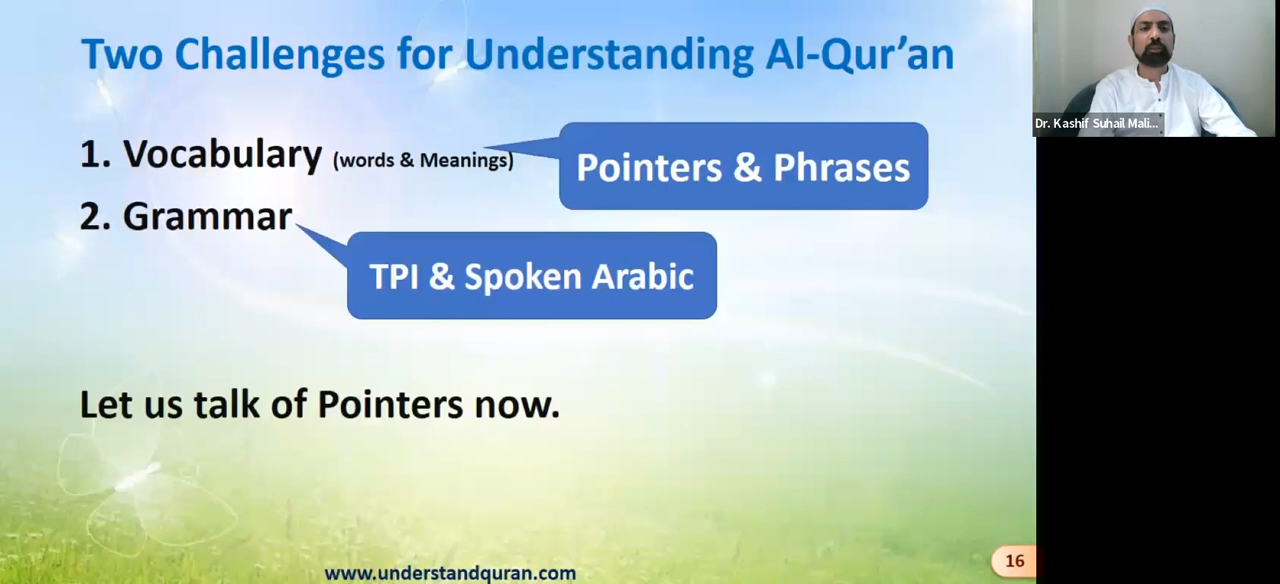 Two Challenges for Understanding Al-Qur’an
1. Vocabulary (words & Meanings)
Pointers & Phrases
2. Grammar
TPI & Spoken Arabic
Let us talk of Pointers now.
www.understandquran.com
16
Dr. Kashif Suhail Mali...